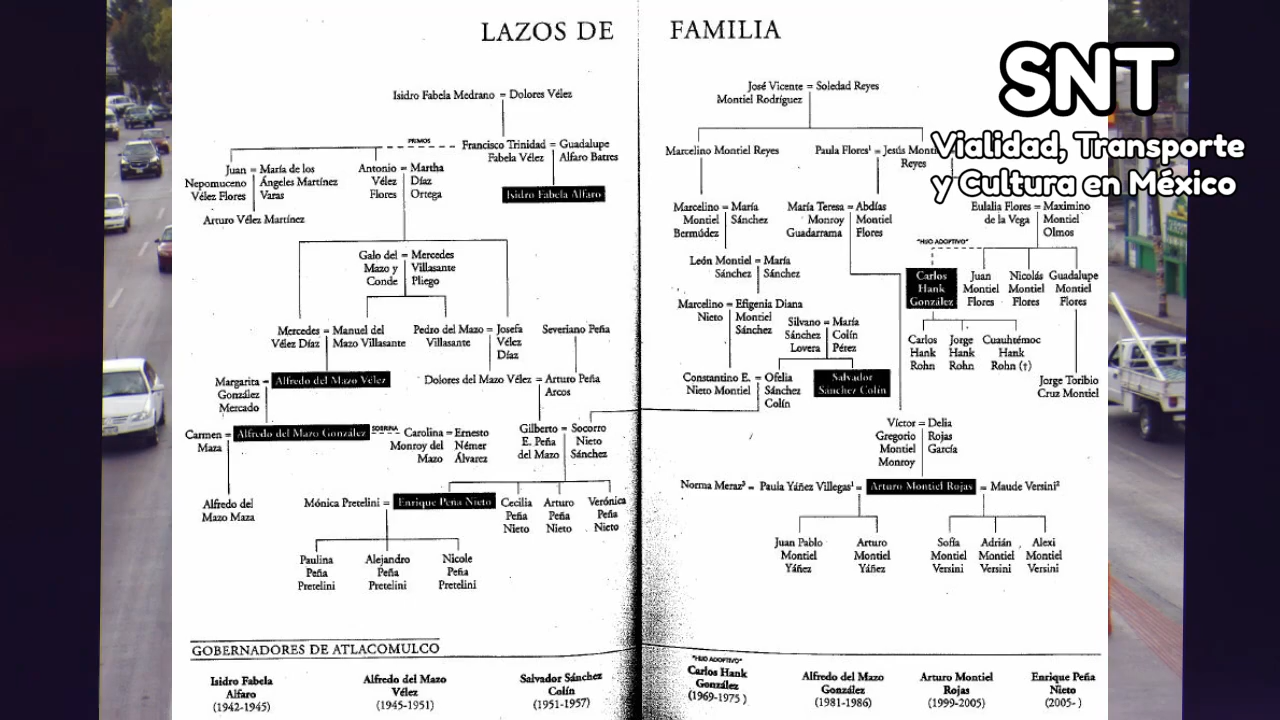 LAZOS DE FAMILIA
SNT
Vialidad, Transporte
y Cultura en México
Isidro Fabela Medrano = Dolores Vélez
PRIMOS
Francisco Trinidad = Guadalupe
Fabela Vélez Alfaro Batres
Isidro Fabela Alfaro
Juan = María de los
Nepomuceno Ángeles Martínez
Vélez Flores Varas
Arturo Vélez Martínez
Antonio = Martha
Vélez Díaz
Flores Ortega
Galo del = Mercedes
Mazo y Villasante
Conde Pliego
Mercedes = Manuel del
Vélez Díaz Mazo Villasante
Pedro del Mazo = Josefa
Villasante Vélez
Díaz
Severiano Peña
Margarita = Alfredo del Mazo Vélez
González
Mercado
Dolores del Mazo Vélez = Arturo Peña
Arcos
Carmen = Alfredo del Mazo González
Maza
SOBRINA
Carolina = Ernesto
Monroy del Némer
Mazo Álvarez
Gilberto = Socorro
E. Peña Nieto
del Mazo Sánchez
Alfredo del
Mazo Maza
Mónica Pretelini = Enrique Peña Nieto
Cecilia
Peña
Nieto
Arturo
Peña
Nieto
Verónica
Peña
Nieto
Paulina
Peña
Pretelini
Alejandro
Peña
Pretelini
Nicole
Peña
Pretelini
José Vicente = Soledad Reyes
Montiel Rodríguez
Marcelino Montiel Reyes
Paula Flores¹ = Jesús
Reyes
Marcelino = María
Montiel Sánchez
Bermúdez
María Teresa = Abdías
Monroy Montiel
Guadarrama Flores
Eulalia Flores = Maximino
de la Vega Montiel
Olmos
"HIJO ADOPTIVO"
Carlos
Hank
González
Juan
Montiel
Flores
Nicolás
Montiel
Flores
Guadalupe
Montiel
Flores
León Montiel = María
Sánchez Sánchez
Marcelino = Efigenia Diana
Nieto Montiel
Sánchez
Silvano = María
Sánchez Colín
Lovera Pérez
Carlos
Hank
Rohn
Jorge
Hank
Rohn
Cuauhtémoc
Hank
Rohn (†)
Constantino E. = Ofelia
Nieto Montiel Sánchez
Colín
Salvador
Sánchez Colín
Jorge Toribio
Cruz Montiel
Víctor = Delia
Gregorio Rojas
Montiel García
Monroy
Norma Meraz³ = Paula Yáñez Villegas¹ = Arturo Montiel Rojas = Maude Versini²
Juan Pablo
Montiel
Yáñez
Arturo
Montiel
Yáñez
Sofía
Montiel
Versini
Adrián
Montiel
Versini
Alexi
Montiel
Versini
GOBERNADORES DE ATLACOMULCO
Isidro Fabela
Alfaro
(1942-1945)
Alfredo del Mazo
Vélez
(1945-1951)
Salvador Sánchez
Colín
(1951-1957)
"HIJO ADOPTIVO"
Carlos Hank
González
(1969-1975)
Alfredo del Mazo
González
(1981-1986)
Arturo Montiel
Rojas
(1999-2005)
Enrique Peña
Nieto
(2005- )